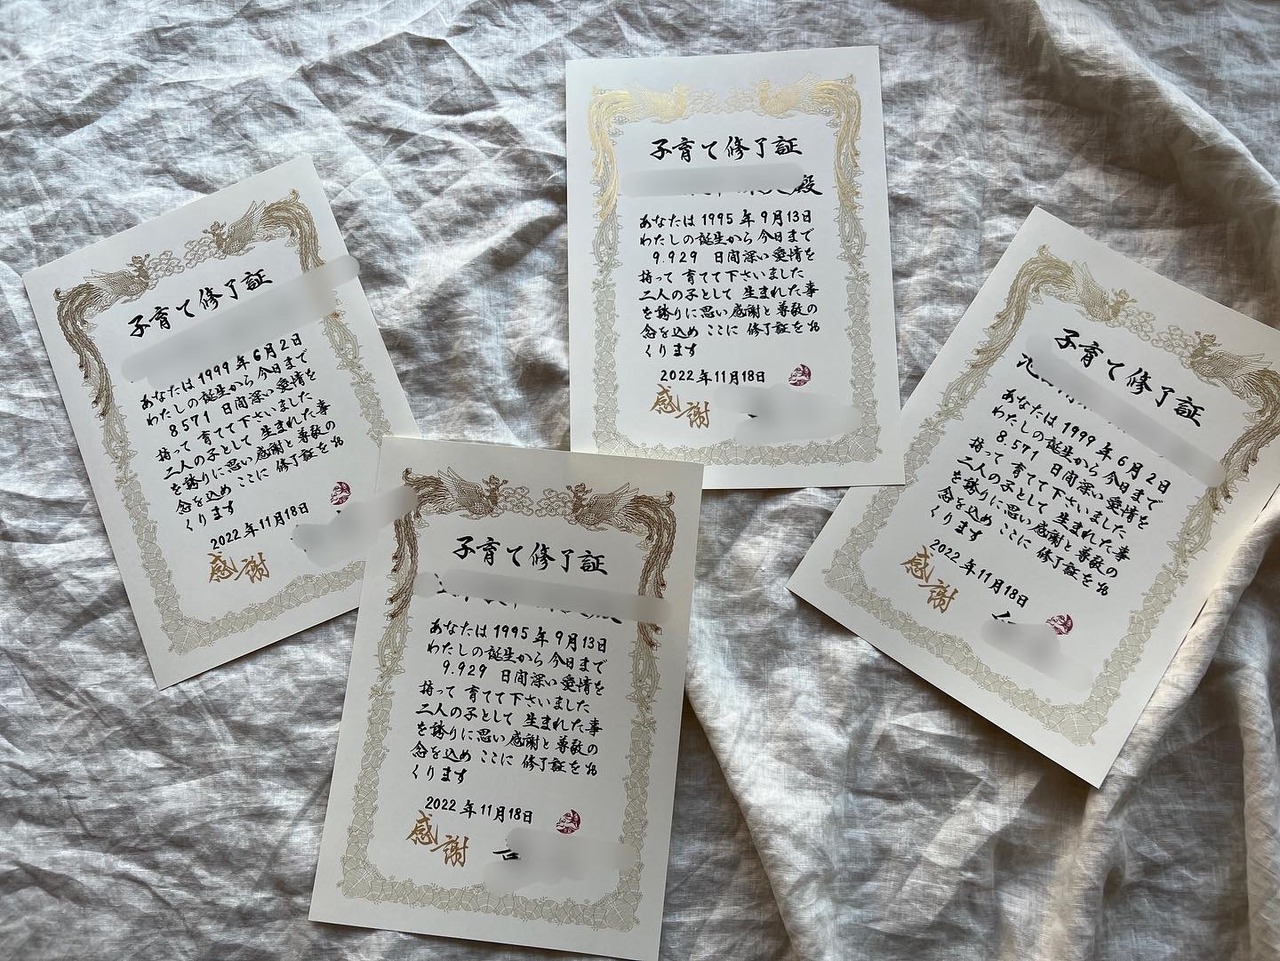 子育て修了証
あなたは1999年6月2日
わたしの誕生から今日まで
8571 日間深い愛情を
持って 育てて下さいました
二人の子として 生まれた事
を誇りに思い感謝と尊敬の
念を込め ここに 修了証をお
くります
2022年11月18日
感謝
子育て修了証
殿
あなたは1995年9月13日
わたしの誕生から今日まで
9.929 日間深い愛情を
持って 育てて下さいました
二人の子として 生まれた事
を誇りに思い感謝と尊敬の
念を込め ここに 修了証をお
くります
2022年11月18日
感謝
子育て修了証
あなたは1995年9月13日
わたしの誕生から今日まで
9.929 日間深い愛情を
持って 育てて下さいました
二人の子として 生まれた事
を誇りに思い感謝と尊敬の
念を込め ここに 修了証をお
くります
2022年11月18日
感謝
子育て修了証
あなたは1999年6月2日
わたしの誕生から今日まで
8.571 日間深い愛情を
持って 育てて下さいました
二人の子として 生まれた事
を誇りに思い感謝と尊敬の
念を込め ここに 修了証をお
くります
2022年11月18日
感謝